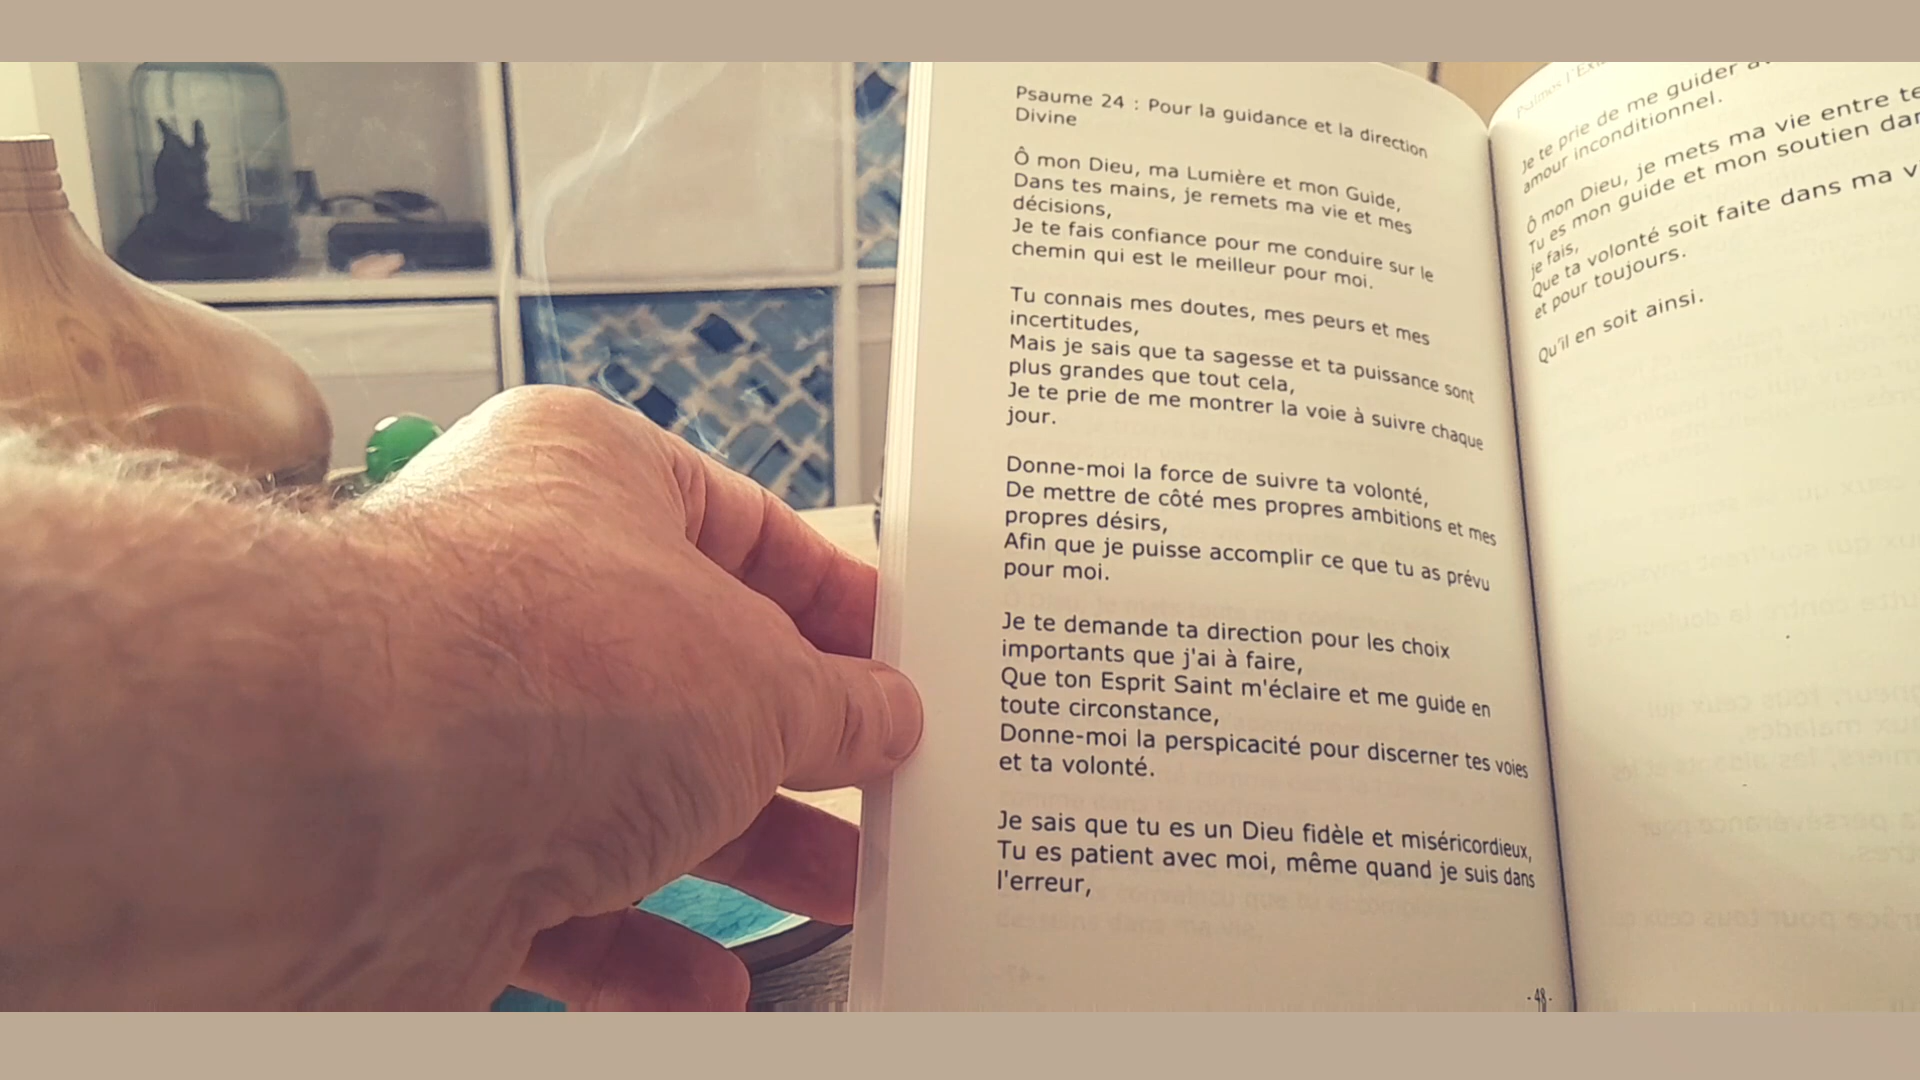 Psaume 24 : Pour la guidance et la direction
Divine
Ô mon Dieu, ma Lumière et mon Guide,
Dans tes mains, je remets ma vie et mes
décisions,
Je te fais confiance pour me conduire sur le
chemin qui est le meilleur pour moi.
Tu connais mes doutes, mes peurs et mes
incertitudes,
Mais je sais que ta sagesse et ta puissance sont
plus grandes que tout cela,
Je te prie de me montrer la voie à suivre chaque
jour.
Donne-moi la force de suivre ta volonté,
De mettre de côté mes propres ambitions et mes
propres désirs,
Afin que je puisse accomplir ce que tu as prévu
pour moi.
Je te demande ta direction pour les choix
importants que j'ai à faire,
Que ton Esprit Saint m'éclaire et me guide en
toute circonstance,
Donne-moi la perspicacité pour discerner tes voies
et ta volonté.
Je sais que tu es un Dieu fidèle et miséricordieux,
Tu es patient avec moi, même quand je suis dans
l'erreur,
- 48 -
Je te prie de me guider
amour inconditionnel.
Ô mon Dieu, je mets ma vie entre
Tu es mon guide et mon soutien
je fais,
Que ta volonté soit faite dans ma
et pour toujours.
Qu'il en soit ainsi.